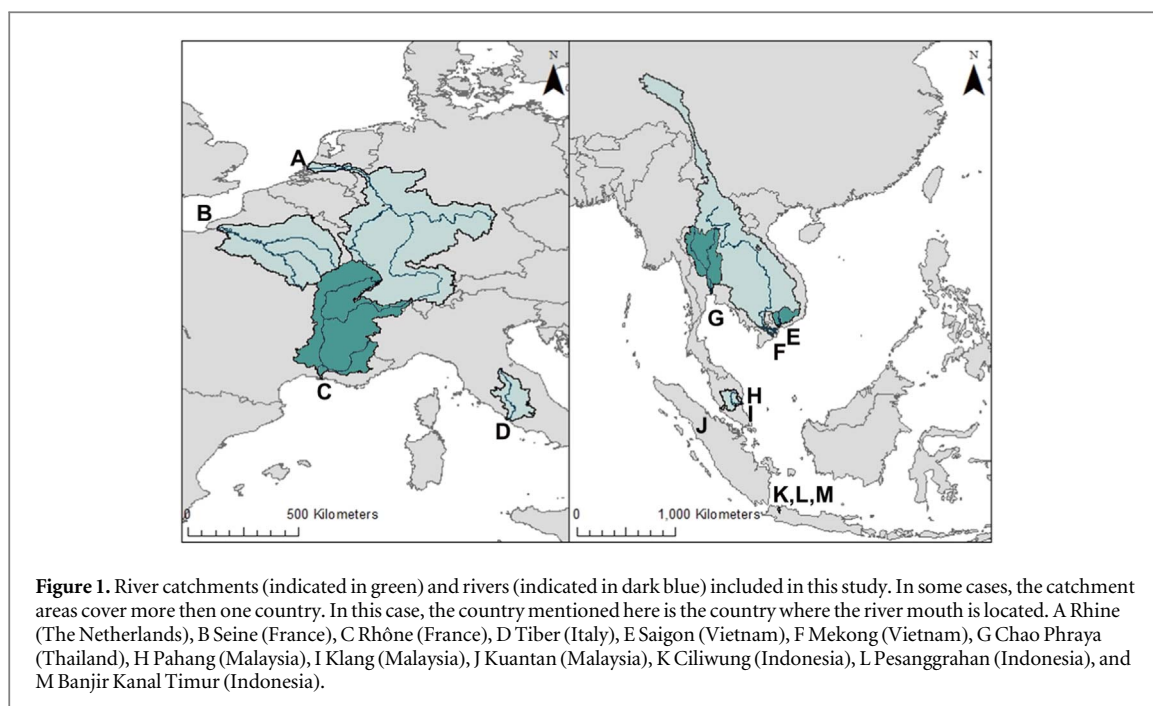 N
N
A
B
C
D
G
E
F
H
I
J
K,L,M
0 500 Kilometers
0 1,000 Kilometers
Figure 1. River catchments (indicated in green) and rivers (indicated in dark blue) included in this study. In some cases, the catchment
areas cover more then one country. In this case, the country mentioned here is the country where the river mouth is located. A Rhine
(The Netherlands), B Seine (France), C Rhône (France), D Tiber (Italy), E Saigon (Vietnam), F Mekong (Vietnam), G Chao Phraya
(Thailand), H Pahang (Malaysia), I Klang (Malaysia), J Kuantan (Malaysia), K Ciliwung (Indonesia), L Pesanggrahan (Indonesia), and
M Banjir Kanal Timur (Indonesia).